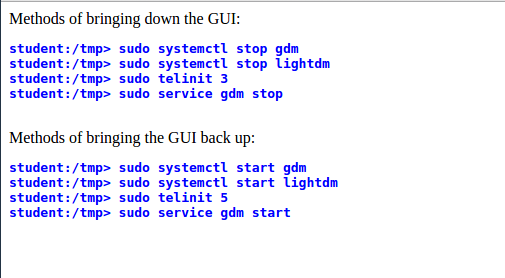 Methods of bringing down the GUI:
student:/tmp> sudo systemctl stop gdm
student:/tmp> sudo systemctl stop lightdm
student:/tmp> sudo telinit 3
student:/tmp> sudo service gdm stop
Methods of bringing the GUI back up:
student:/tmp> sudo systemctl start gdm
student:/tmp> sudo systemctl start lightdm
student:/tmp> sudo telinit 5
student:/tmp> sudo service gdm start